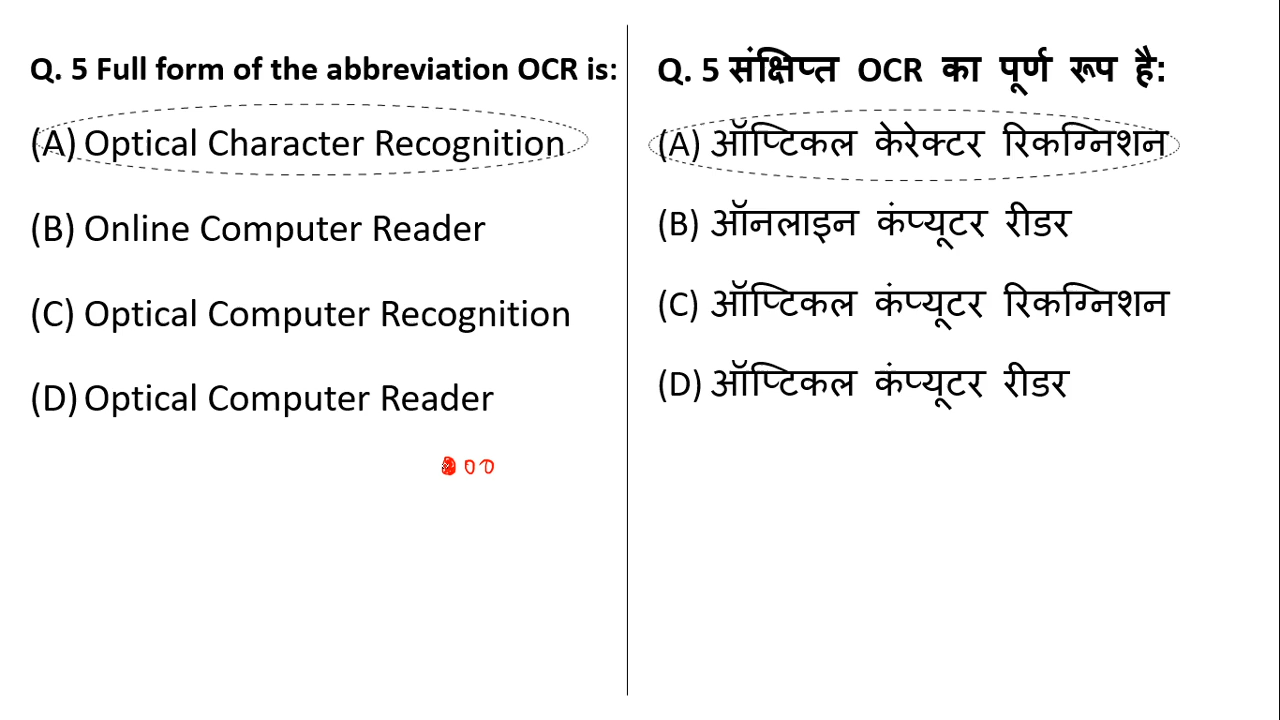 Q. 5 Full form of the abbreviation OCR is:
(A) Optical Character Recognition
(B) Online Computer Reader
(C) Optical Computer Recognition
(D) Optical Computer Reader
Q. 5 संक्षिप्त OCR का पूर्ण रूप है:
(A) ऑप्टिकल केरेक्टर रिकग्निशन
(B) ऑनलाइन कंप्यूटर रीडर
(C) ऑप्टिकल कंप्यूटर रिकग्निशन
(D) ऑप्टिकल कंप्यूटर रीडर